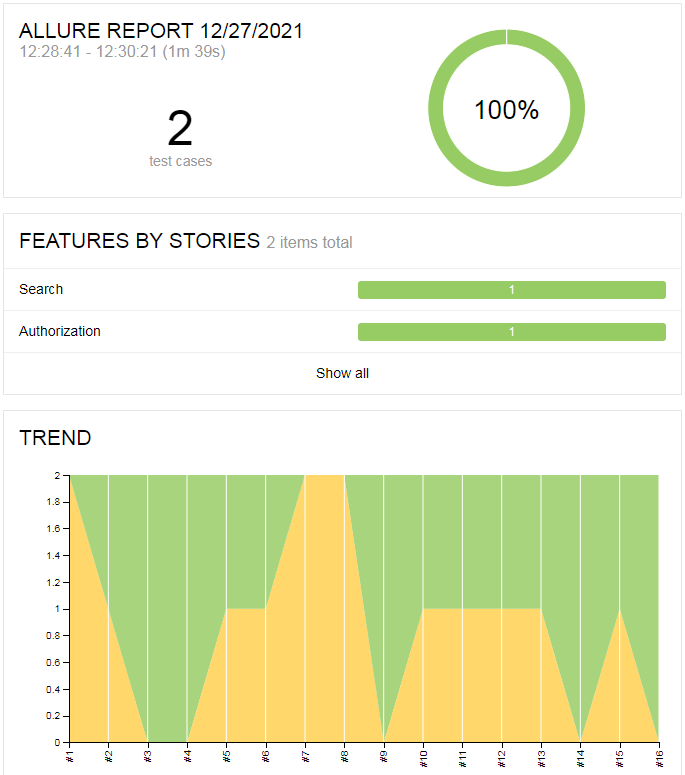 ALLURE REPORT 12/27/2021
12:28:41 - 12:30:21 (1m 39s)
2
test cases
100%
FEATURES BY STORIES 2 items total
Search 1
Authorization 1
Show all
TREND
2
1.8
1.6
1.4
1.2
1
0.8
0.6
0.4
0.2
0
#1 #2 #3 #4 #5 #6 #7 #8 #9 #10 #11 #12 #13 #14 #15 #16